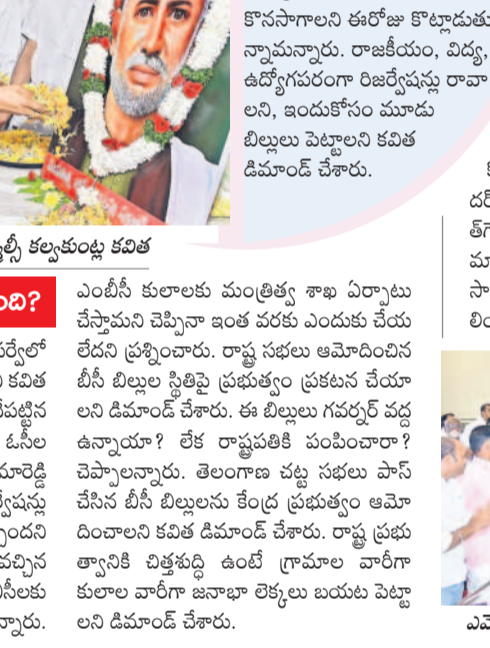 కొనసాగాలని ఈరోజు కొట్లాడుతు
న్నామన్నారు. రాజకీయం, విద్య,
ఉద్యోగపరంగా రిజర్వేషన్లు రావా
లని, ఇందుకోసం మూడు
బిల్లులు పెట్టాలని కవిత
డిమాండ్ చేశారు.
కల్వకుంట్ల కవిత
ఎంబీసీ కులాలకు మంత్రిత్వ శాఖ ఏర్పాటు
చేస్తామని చెప్పినా ఇంత వరకు ఎందుకు చేయ
లేదని ప్రశ్నించారు. రాష్ట్ర సభలు ఆమోదించిన
బీసీ బిల్లుల స్థితిపై ప్రభుత్వం ప్రకటన చేయా
లని డిమాండ్ చేశారు. ఈ బిల్లులు గవర్నర్ వద్ద
ఉన్నాయా? లేక రాష్ట్రపతికి పంపించారా?
చెప్పాలన్నారు. తెలంగాణ చట్ట సభలు పాస్
చేసిన బీసీ బిల్లులను కేంద్ర ప్రభుత్వం ఆమో
దించాలని కవిత డిమాండ్ చేశారు. రాష్ట్ర ప్రభు
త్వానికి చిత్తశుద్ధి ఉంటే గ్రామాల వారీగా
కులాల వారీగా జనాభా లెక్కలు బయట పెట్టా
లని డిమాండ్ చేశారు.